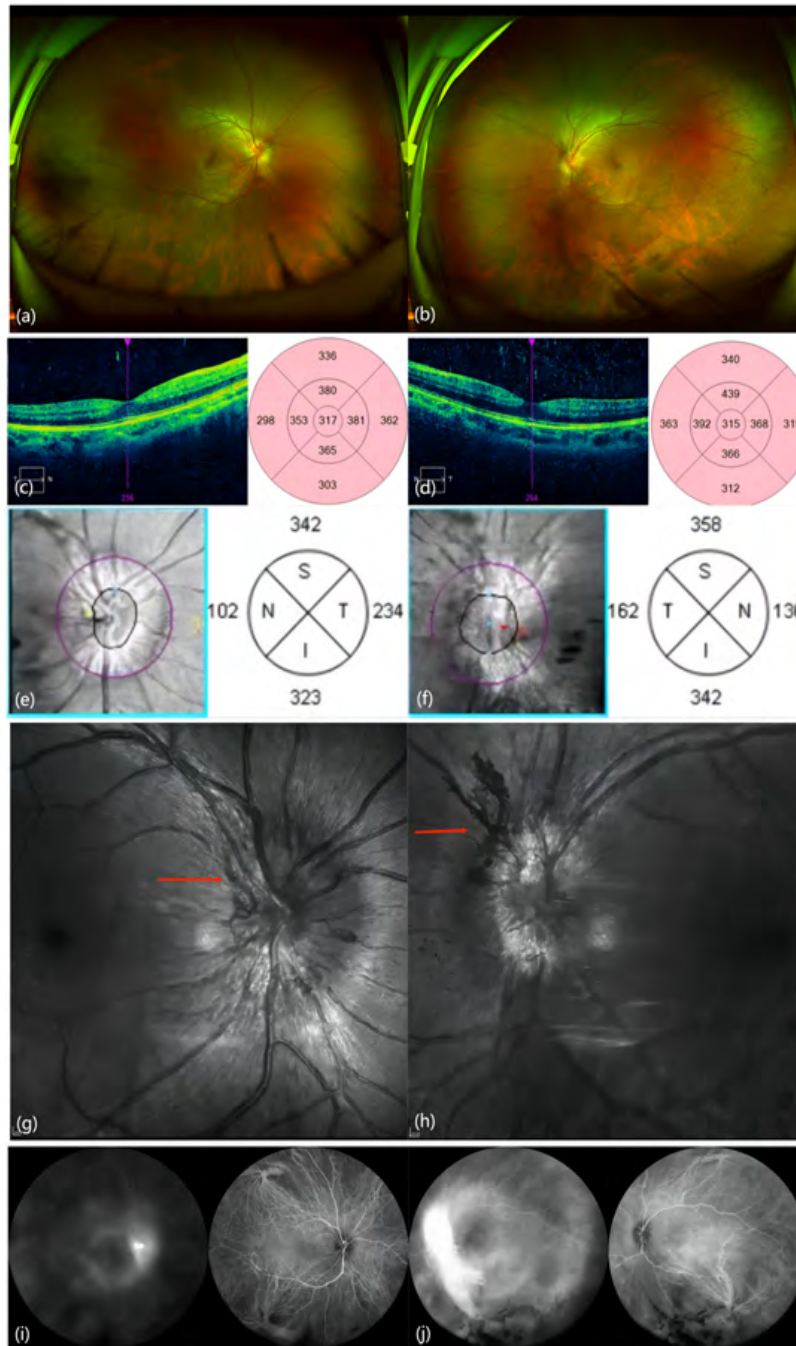 (a)
(b)
336
380
298 353 317 381 362
365
303
(c)
256
N
340
439
363 392 315 368
366
312
(d)
N T
264
342
S
102 N T 234
I
323
(e)
358
S
162 T N
I
342
(f)
(g)
(h)
(i)
(j)